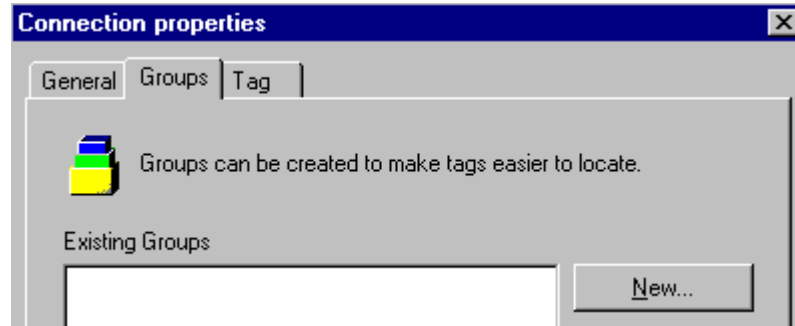 Connection properties
General Groups Tag
Groups can be created to make tags easier to locate.
Existing Groups
New...